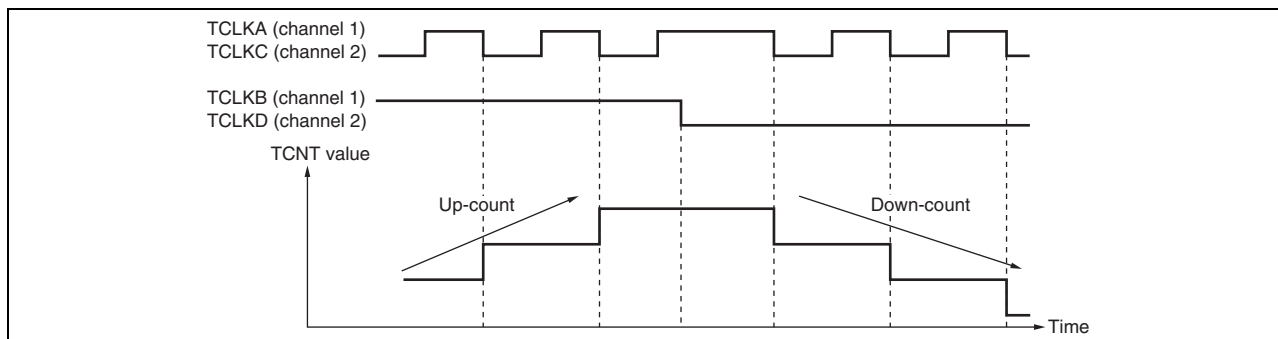 TCLKA (channel 1)
TCLKC (channel 2)
TCLKB (channel 1)
TCLKD (channel 2)
TCNT value
Up-count
Down-count
Time